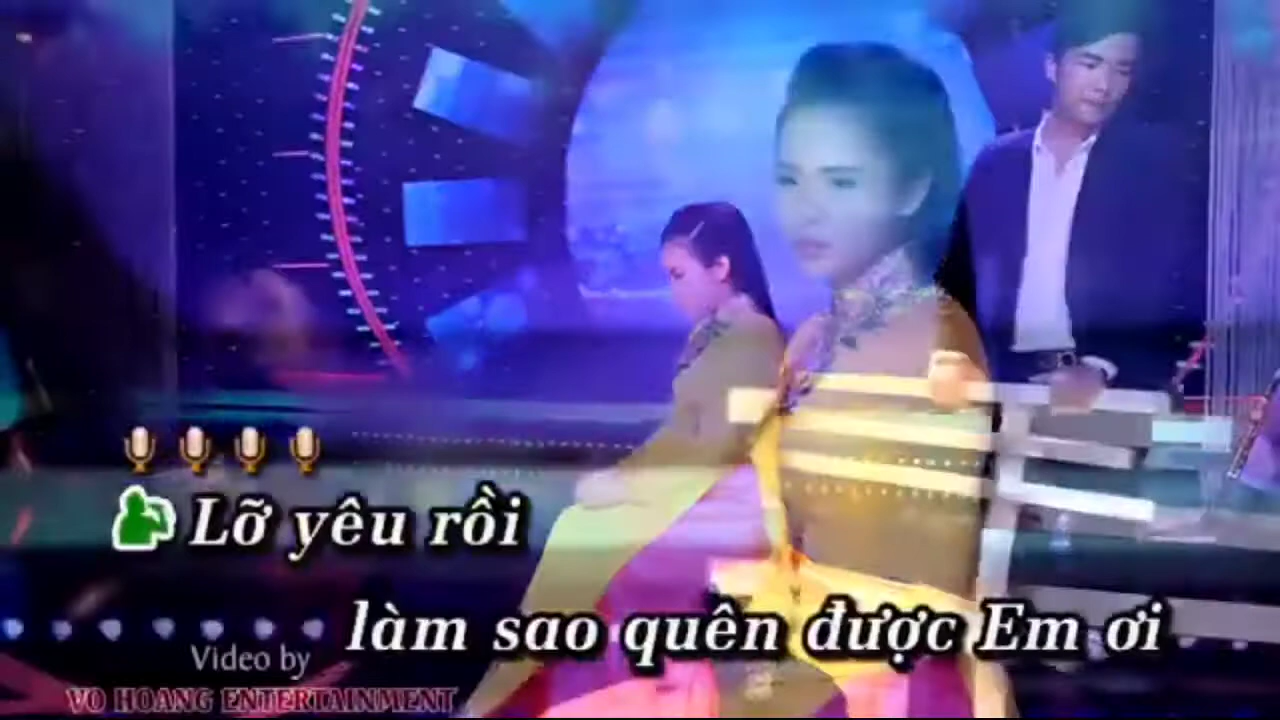 Lỡ yêu rồi
làm sao quên được Em ơi
Video by
VO HOANG ENTERTAINMENT